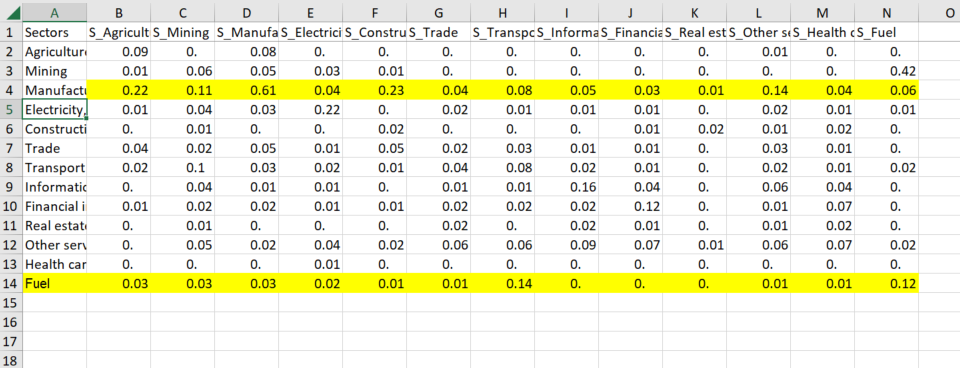 A B C D E F G H I J K L M N O
1 Sectors S_Agricult S_Mining S_Manufa S_Electrici S_Constru S_Trade S_Transpo S_Informa S_Financia S_Real est S_Other se S_Health c S_Fuel
2 Agriculture 0.09 0. 0.08 0. 0. 0. 0. 0. 0. 0. 0.01 0. 0.
3 Mining 0.01 0.06 0.05 0.03 0.01 0. 0. 0. 0. 0. 0. 0. 0.42
4 Manufactu 0.22 0.11 0.61 0.04 0.23 0.04 0.08 0.05 0.03 0.01 0.14 0.04 0.06
5 Electricity, 0.01 0.04 0.03 0.22 0. 0.02 0.01 0.01 0.01 0.01 0.02 0.01 0.01
6 Constructi 0. 0.01 0. 0. 0.02 0. 0. 0. 0.01 0.02 0.01 0.02 0.
7 Trade 0.04 0.02 0.05 0.01 0.05 0.02 0.03 0.01 0.01 0. 0.03 0.01 0.
8 Transport 0.02 0.1 0.03 0.02 0.01 0.04 0.08 0.02 0.01 0. 0.02 0.01 0.02
9 Informatio 0. 0.04 0.01 0.01 0. 0.01 0.01 0.16 0.04 0. 0.06 0.04 0.
10 Financial i 0.01 0.02 0.02 0.01 0.01 0.02 0.02 0.02 0.12 0. 0.01 0.07 0.
11 Real estat 0. 0.01 0. 0. 0. 0.02 0. 0.02 0.01 0. 0.01 0.02 0.
12 Other serv 0. 0.05 0.02 0.04 0.02 0.06 0.06 0.09 0.07 0.01 0.06 0.07 0.02
13 Health car 0. 0. 0. 0.01 0. 0. 0. 0. 0. 0. 0. 0. 0.
14 Fuel 0.03 0.03 0.03 0.02 0.01 0.01 0.14 0. 0. 0. 0.01 0.01 0.12
15
16
17
18